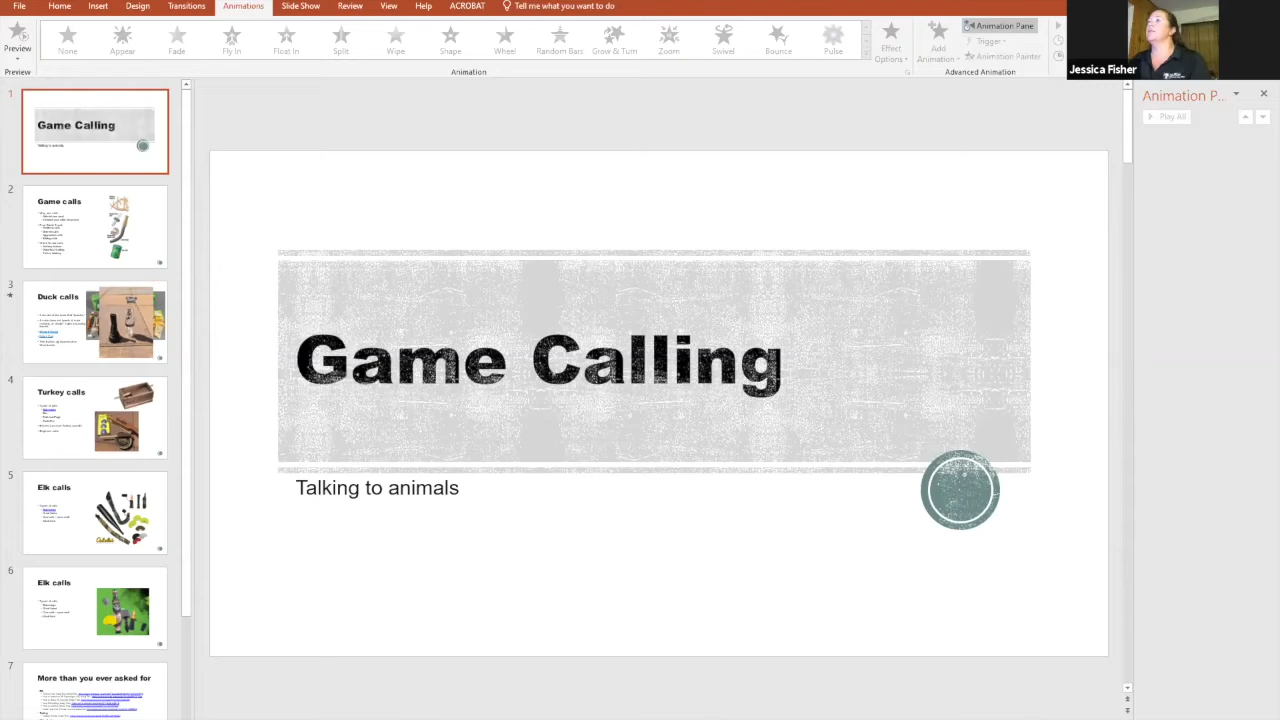 File Home Insert Design Transitions Animations Slide Show Review View Help ACROBAT Tell me what you want to do
Preview
None Appear Fade Fly In Float In Split Wipe Shape Wheel Random Bars Grow & Turn Zoom Swivel Bounce Pulse
Effect
Options
Add
Animation
Animation Pane
Trigger
Animation Painter
Preview
Animation
Advanced Animation
Jessica Fisher
Animation P...
Play All
1
Game Calling
Talking to animals
2
Game calls
3
Duck calls
4
Turkey calls
5
Elk calls
Cabela's
6
Elk calls
7
More than you ever asked for
Game Calling
Talking to animals